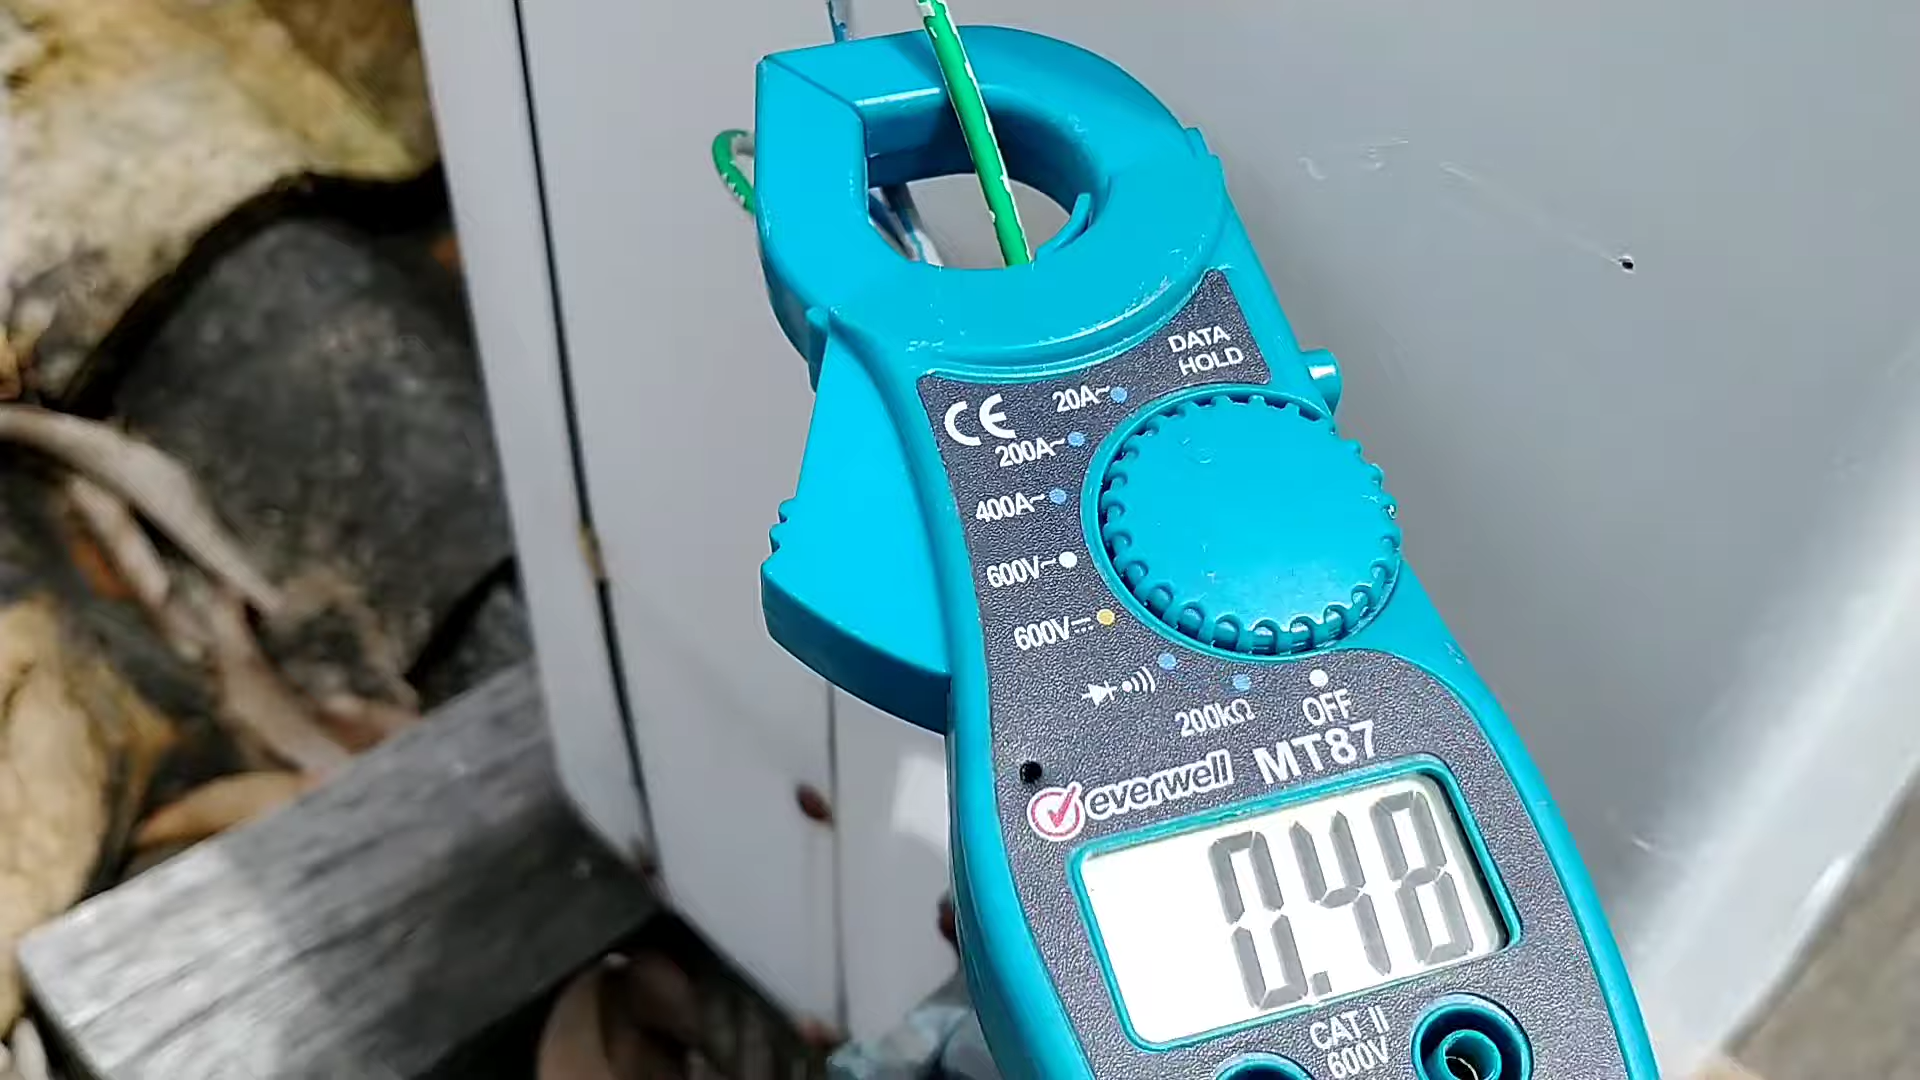 DATA
HOLD
CE
20A~
200A~
400A~
600V~
600V⎓
200kΩ
OFF
everwell MT87
0.48
CAT II
600V